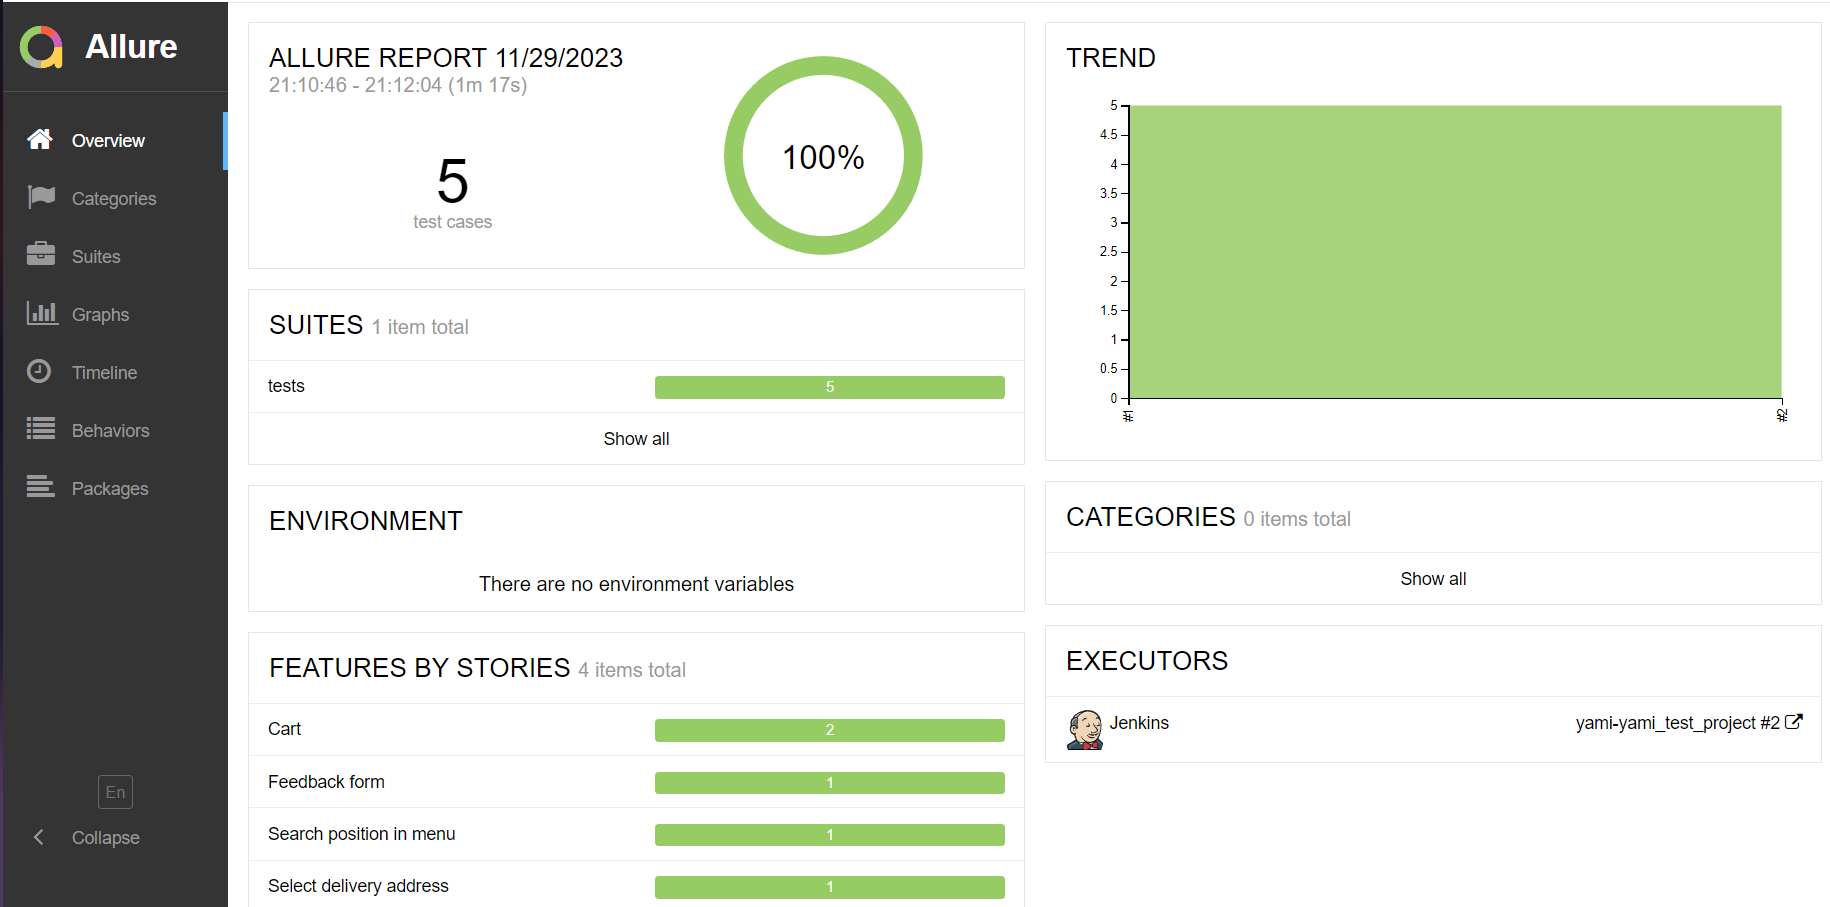 Allure
Overview
Categories
Suites
Graphs
Timeline
Behaviors
Packages
En
Collapse
ALLURE REPORT 11/29/2023
21:10:46 - 21:12:04 (1m 17s)
5
test cases
100%
SUITES 1 item total
tests 5
Show all
ENVIRONMENT
There are no environment variables
FEATURES BY STORIES 4 items total
Cart 2
Feedback form 1
Search position in menu 1
Select delivery address 1
TREND
5
4.5
4
3.5
3
2.5
2
1.5
1
0.5
0
#1
#2
CATEGORIES 0 items total
Show all
EXECUTORS
Jenkins yami-yami_test_project #2